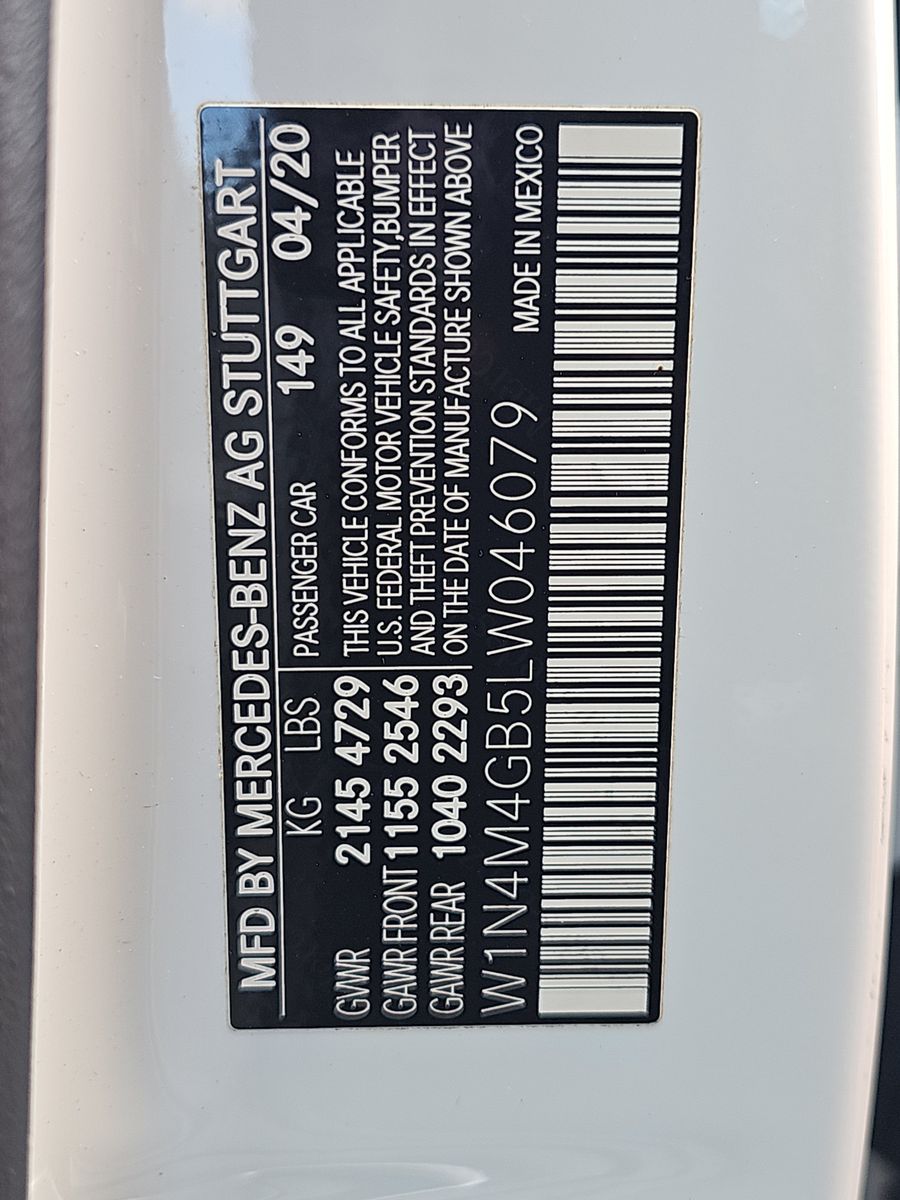 MFD BY MERCEDES-BENZ AG STUTTGART
KG LBS PASSENGER CAR 149 04/20
GVWR 2145 4729 THIS VEHICLE CONFORMS TO ALL APPLICABLE
GAWR FRONT 1155 2546 U.S. FEDERAL MOTOR VEHICLE SAFETY,BUMPER
GAWR REAR 1040 2293 AND THEFT PREVENTION STANDARDS IN EFFECT
ON THE DATE OF MANUFACTURE SHOWN ABOVE
W1N4M4GB5LW046079 MADE IN MEXICO